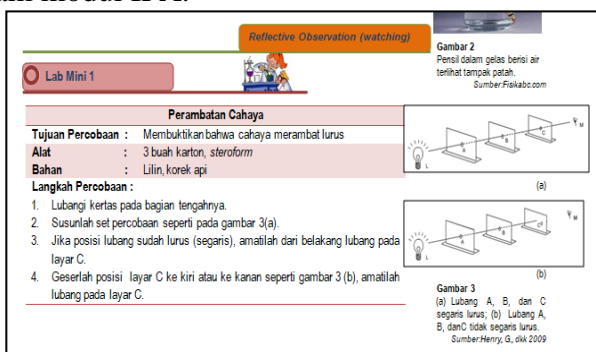 Reflective Observation (watching)
Lab Mini 1
Perambatan Cahaya
Tujuan Percobaan : Membuktikan bahwa cahaya merambat lurus
Alat : 3 buah karton, steroform
Bahan : Lilin, korek api
Langkah Percobaan :
1. Lubangi kertas pada bagian tengahnya.
2. Susunlah set percobaan seperti pada gambar 3(a).
3. Jika posisi lubang sudah lurus (segaris), amatilah dari belakang lubang pada
layar C.
4. Geserlah posisi layar C ke kiri atau ke kanan seperti gambar 3 (b), amatilah
lubang pada layar C.
Gambar 2
Pensil dalam gelas berisi air
terlihat tampak patah.
Sumber:Fisikabc.com
A
B
C
M
L
(a)
A
B
C
M
L
(b)
Gambar 3
(a) Lubang A, B, dan C
segaris lurus; (b) Lubang A,
B, danC tidak segaris lurus.
Sumber:Henry, G, dkk 2009